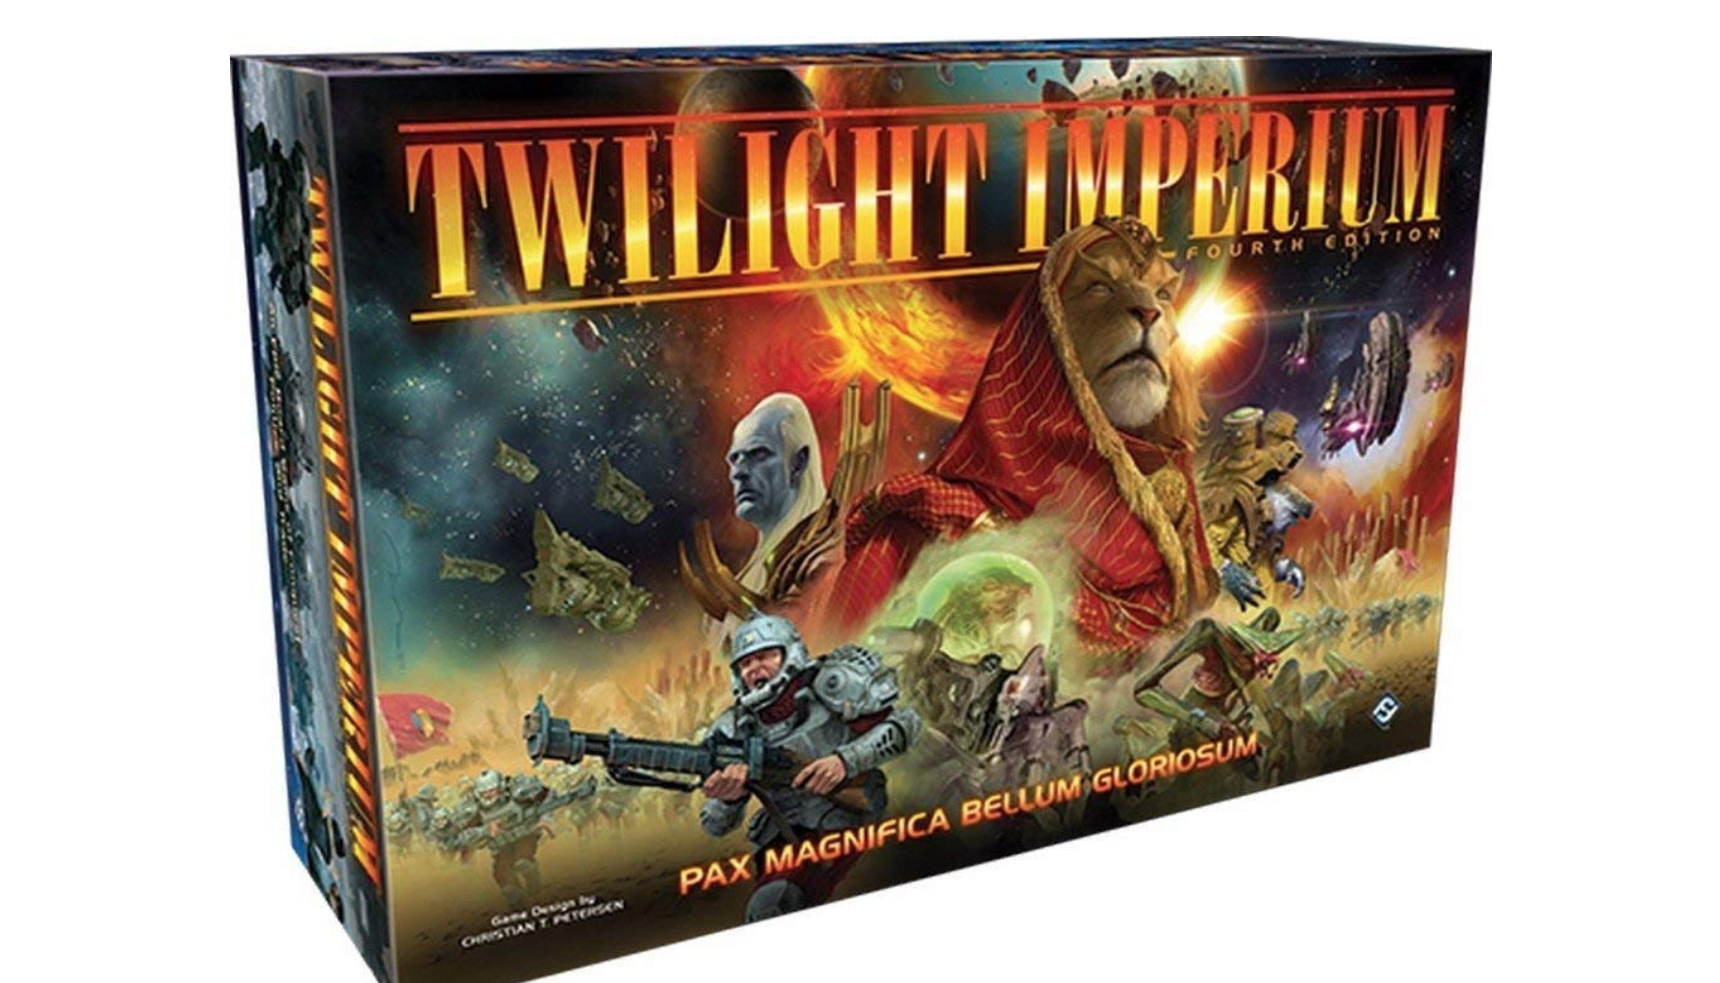 TWILIGHT IMPERIUM
FOURTH EDITION
PAX MAGNIFICA BELLUM GLORIOSUM
Game Design by
CHRISTIAN T. PETERSEN
TWILIGHT IMPERIUM